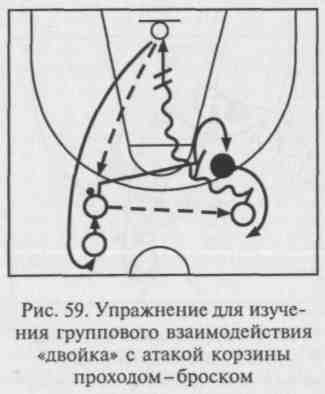 Рис. 59. Упражнение для изуче-
ния группового взаимодействия
«двойка» с атакой корзины
проходом–броском